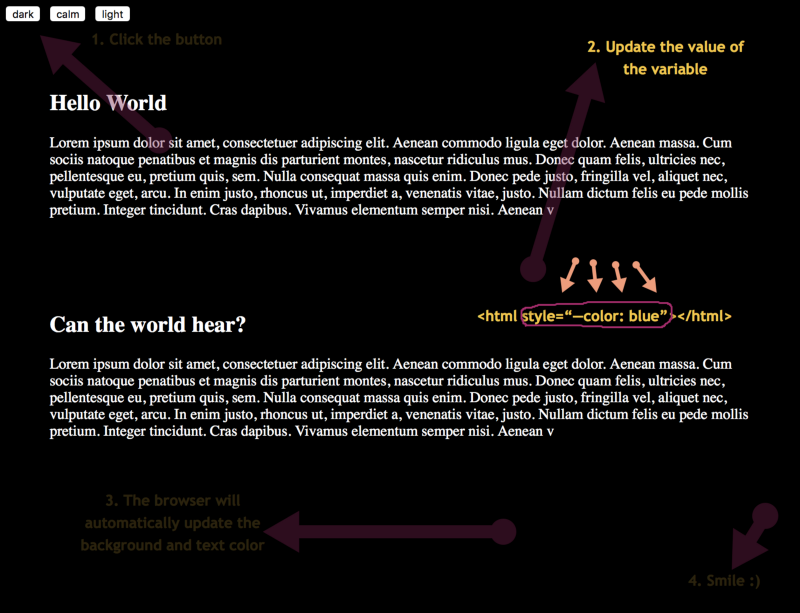 dark calm light
1. Click the button
2. Update the value of
the variable
Hello World
Lorem ipsum dolor sit amet, consectetuer adipiscing elit. Aenean commodo ligula eget dolor. Aenean massa. Cum
sociis natoque penatibus et magnis dis parturient montes, nascetur ridiculus mus. Donec quam felis, ultricies nec,
pellentesque eu, pretium quis, sem. Nulla consequat massa quis enim. Donec pede justo, fringilla vel, aliquet nec,
vulputate eget, arcu. In enim justo, rhoncus ut, imperdiet a, venenatis vitae, justo. Nullam dictum felis eu pede mollis
pretium. Integer tincidunt. Cras dapibus. Vivamus elementum semper nisi. Aenean v
<html style=“—color: blue” ></html>
Can the world hear?
Lorem ipsum dolor sit amet, consectetuer adipiscing elit. Aenean commodo ligula eget dolor. Aenean massa. Cum
sociis natoque penatibus et magnis dis parturient montes, nascetur ridiculus mus. Donec quam felis, ultricies nec,
pellentesque eu, pretium quis, sem. Nulla consequat massa quis enim. Donec pede justo, fringilla vel, aliquet nec,
vulputate eget, arcu. In enim justo, rhoncus ut, imperdiet a, venenatis vitae, justo. Nullam dictum felis eu pede mollis
pretium. Integer tincidunt. Cras dapibus. Vivamus elementum semper nisi. Aenean v
3. The browser will
automatically update the
background and text color
4. Smile :)